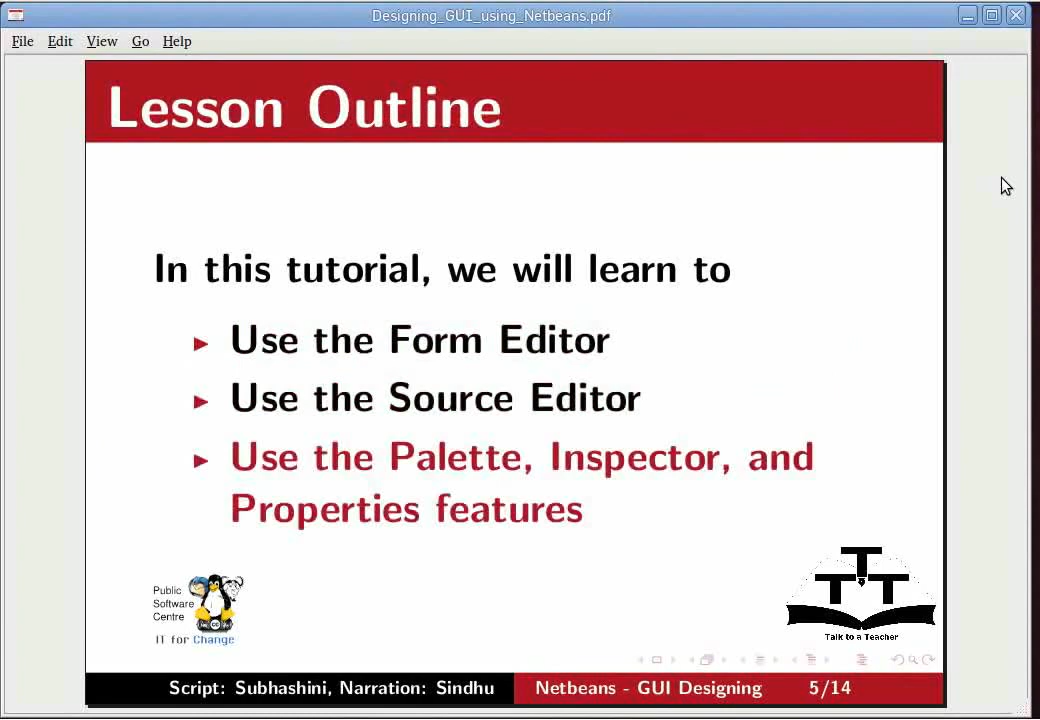 Designing_GUI_using_Netbeans.pdf
File Edit View Go Help
Lesson Outline
In this tutorial, we will learn to
Use the Form Editor
Use the Source Editor
Use the Palette, Inspector, and
Properties features
Public
Software
Centre
IT for Change
T T T
Talk to a Teacher
Script: Subhashini, Narration: Sindhu Netbeans - GUI Designing 5/14